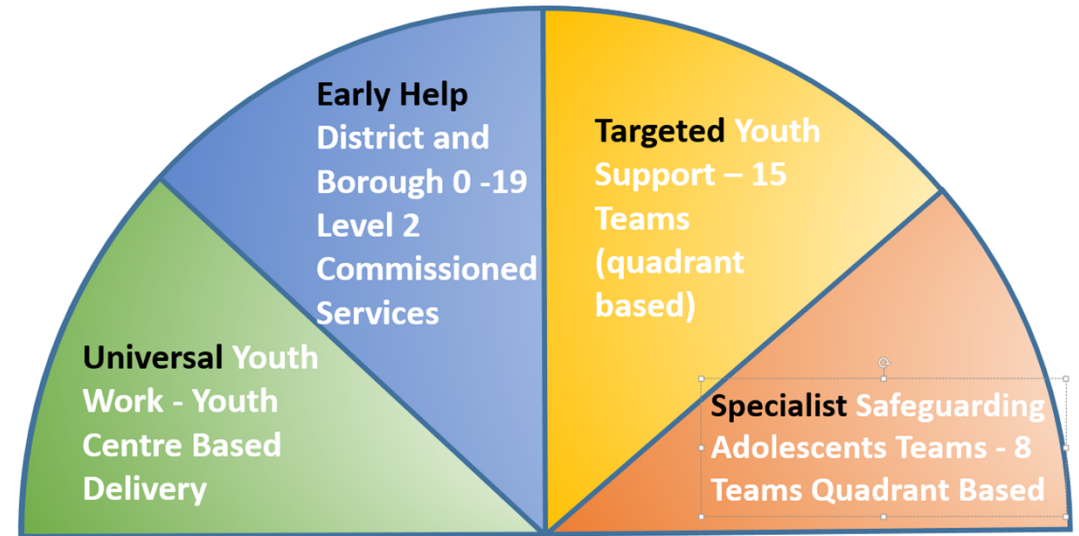 Early Help
District and
Borough 0 -19
Level 2
Commissioned
Services
Targeted Youth
Support – 15
Teams
(quadrant
based)
Universal Youth
Work - Youth
Centre Based
Delivery
Specialist Safeguarding
Adolescents Teams - 8
Teams Quadrant Based